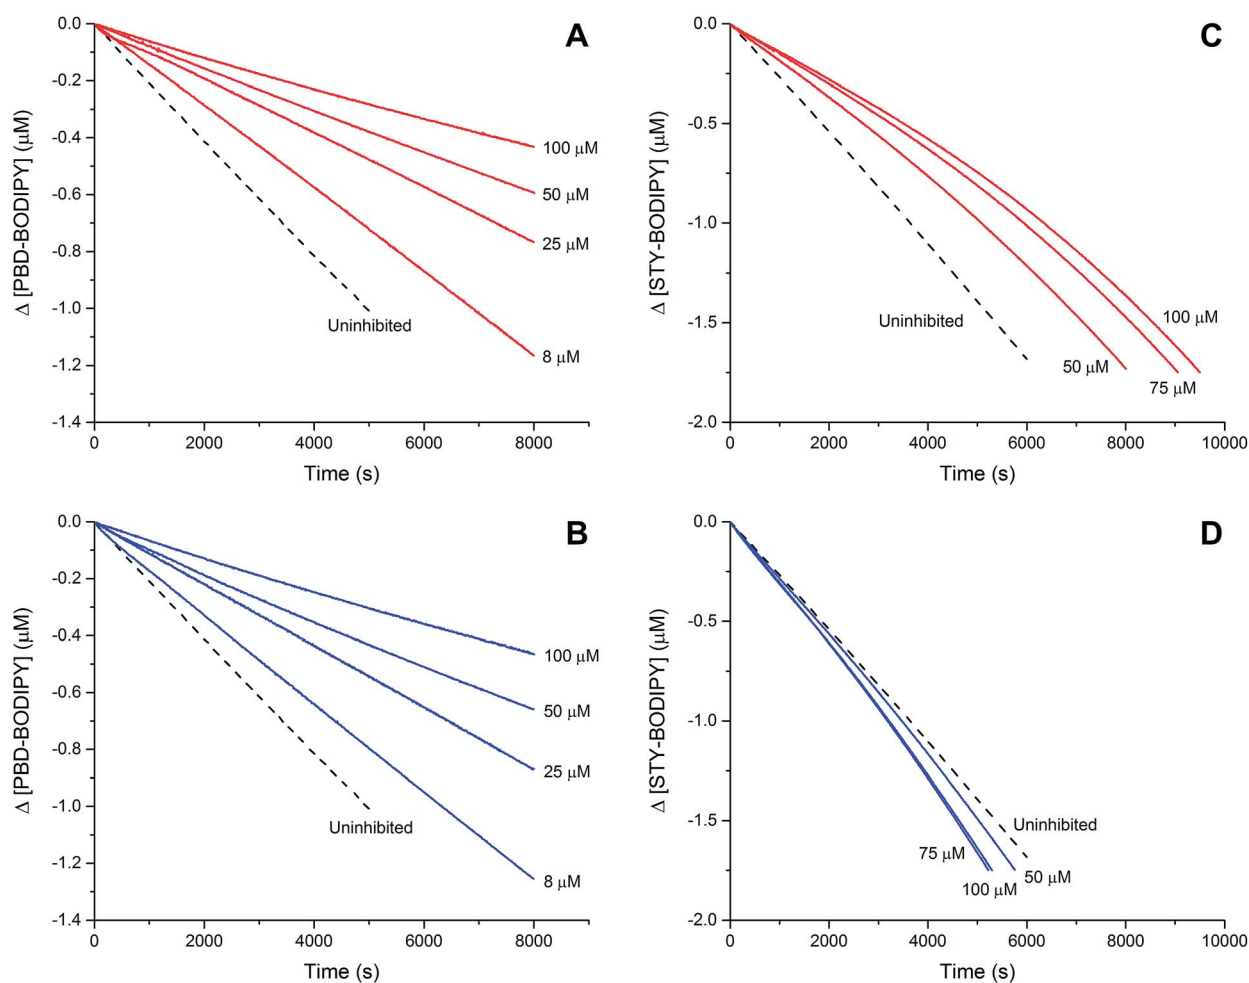 A
Δ [PBD-BODIPY] (μM)
0.0
-0.2
-0.4
-0.6
-0.8
-1.0
-1.2
-1.4
100 μM
50 μM
25 μM
8 μM
Uninhibited
0 2000 4000 6000 8000
Time (s)
C
Δ [STY-BODIPY] (μM)
0.0
-0.5
-1.0
-1.5
-2.0
Uninhibited
100 μM
50 μM
75 μM
0 2000 4000 6000 8000 10000
Time (s)
B
Δ [PBD-BODIPY] (μM)
0.0
-0.2
-0.4
-0.6
-0.8
-1.0
-1.2
-1.4
100 μM
50 μM
25 μM
Uninhibited
8 μM
0 2000 4000 6000 8000
Time (s)
D
Δ [STY-BODIPY] (μM)
0.0
-0.5
-1.0
-1.5
-2.0
Uninhibited
75 μM
50 μM
100 μM
0 2000 4000 6000 8000 10000
Time (s)